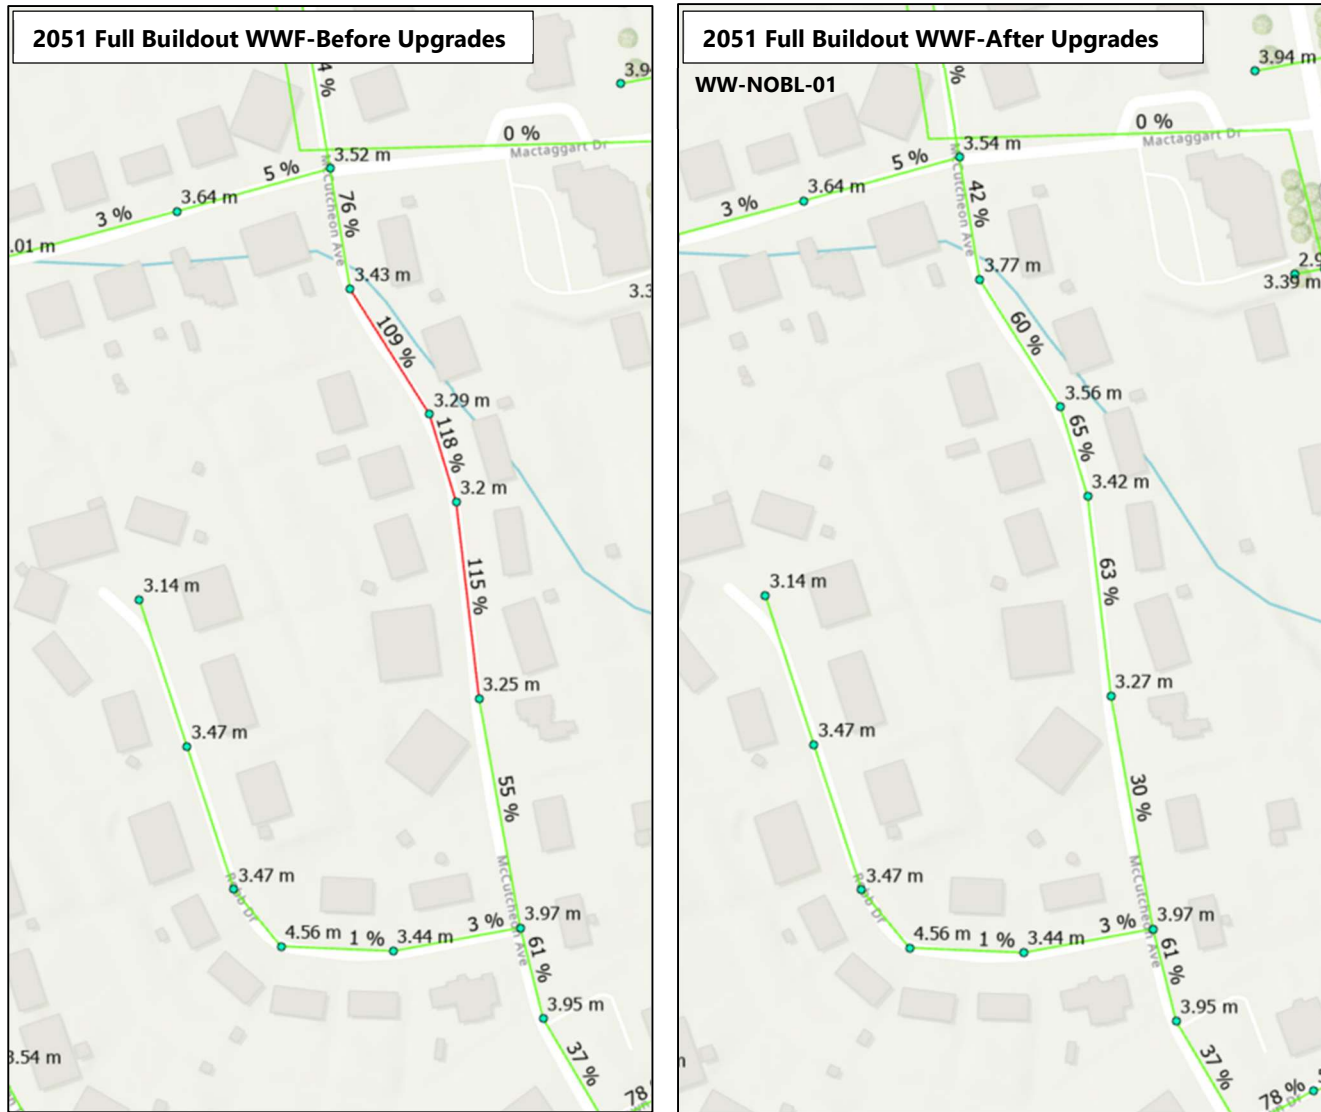 2051 Full Buildout WWF-Before Upgrades
4 %
3.9
0 %
Mactaggart Dr
3.52 m
5 %
3.64 m
3 %
.01 m
McCutcheon Ave
76 %
3.43 m
3.3
109 %
3.29 m
118 %
3.2 m
115 %
3.14 m
3.25 m
3.47 m
55 %
McCutcheon Ave
3.47 m
Robb Dr
4.56 m
1 %
3.44 m
3 %
3.97 m
61 %
3.95 m
3.54 m
37 %
78
2051 Full Buildout WWF-After Upgrades
WW-NOBL-01
%
3.94 m
0 %
Mactaggart Dr
3.54 m
5 %
3.64 m
3 %
McCutcheon Ave
42 %
3.77 m
2.9
3.39 m
60 %
3.56 m
65 %
3.42 m
63 %
3.14 m
3.27 m
3.47 m
30 %
McCutcheon Ave
3.47 m
Robb Dr
4.56 m
1 %
3.44 m
3 %
3.97 m
61 %
3.95 m
37 %
78 %